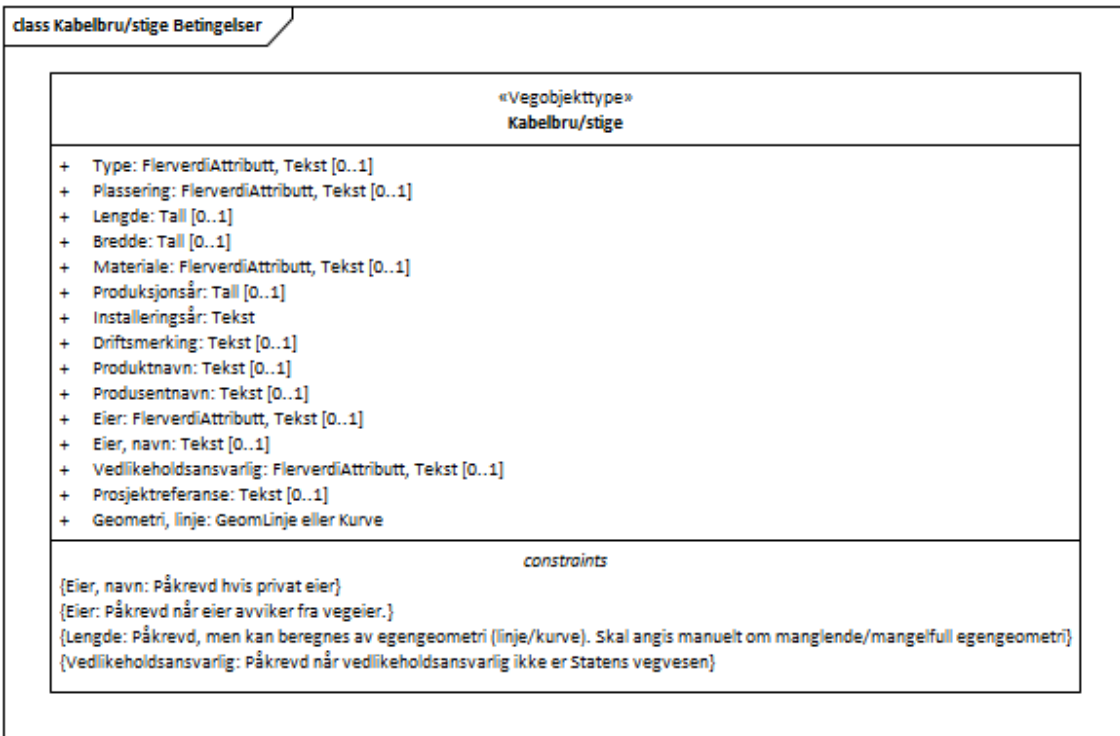 class Kabelbru/stige Betingelser
«Vegobjekttype»
Kabelbru/stige
+ Type: FlerverdiAttributt, Tekst [0..1]
+ Plassering: FlerverdiAttributt, Tekst [0..1]
+ Lengde: Tall [0..1]
+ Bredde: Tall [0..1]
+ Materiale: FlerverdiAttributt, Tekst [0..1]
+ Produksjonsår: Tall [0..1]
+ Installeringsår: Tekst
+ Driftsmerking: Tekst [0..1]
+ Produktnavn: Tekst [0..1]
+ Produsentnavn: Tekst [0..1]
+ Eier: FlerverdiAttributt, Tekst [0..1]
+ Eier, navn: Tekst [0..1]
+ Vedlikeholdsansvarlig: FlerverdiAttributt, Tekst [0..1]
+ Prosjektreferanse: Tekst [0..1]
+ Geometri, linje: GeomLinje eller Kurve
constraints
{Eier, navn: Påkrevd hvis privat eier}
{Eier: Påkrevd når eier avviker fra vegeier.}
{Lengde: Påkrevd, men kan beregnes av egengeometri (linje/kurve). Skal angis manuelt om manglende/mangelfull egengeometri}
{Vedlikeholdsansvarlig: Påkrevd når vedlikeholdsansvarlig ikke er Statens vegvesen}